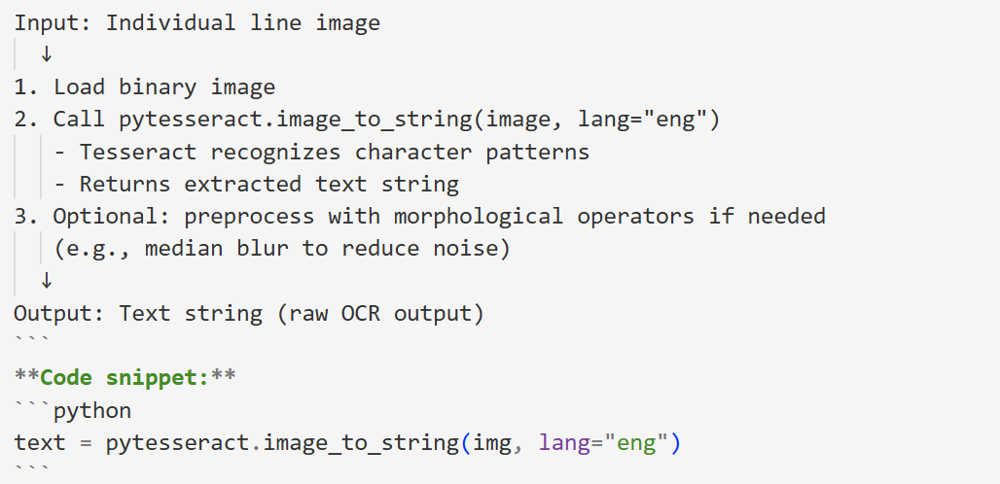 Input: Individual line image
↓
1. Load binary image
2. Call pytesseract.image_to_string(image, lang="eng")
- Tesseract recognizes character patterns
- Returns extracted text string
3. Optional: preprocess with morphological operators if needed
(e.g., median blur to reduce noise)
↓
Output: Text string (raw OCR output)
```
**Code snippet:**
```python
text = pytesseract.image_to_string(img, lang="eng")
```